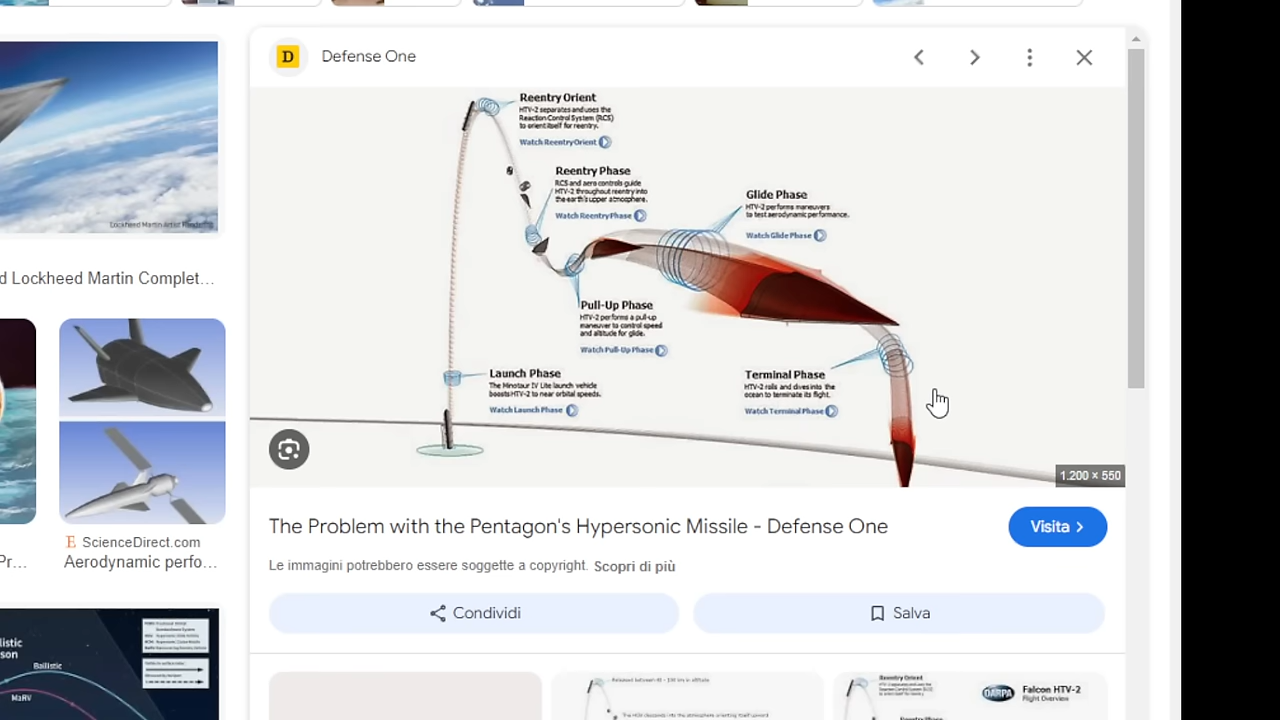 D
Defense One
Reentry Orient
HTV-2 separates and uses the
Reaction Control System (RCS)
to orient itself for reentry.
Watch Reentry Orient
Reentry Phase
RCS and aero controls guide
HTV-2 throughout reentry into
the earth's upper atmosphere.
Watch Reentry Phase
Glide Phase
HTV-2 performs maneuvers
to test aerodynamic performance.
Watch Glide Phase
Pull-Up Phase
HTV-2 performs a pull-up
maneuver to control speed
and altitude for glide.
Watch Pull-Up Phase
Launch Phase
The Minotaur IV Lite launch vehicle
boosts HTV-2 to near orbital speeds.
Watch Launch Phase
Terminal Phase
HTV-2 rolls and dives into the
ocean to terminate its flight.
Watch Terminal Phase
1.200 × 550
The Problem with the Pentagon's Hypersonic Missile - Defense One
Visita
Le immagini potrebbero essere soggette a copyright. Scopri di più
Condividi
Salva
Lockheed Martin Artist Rendering
d Lockheed Martin Complet...
E ScienceDirect.com
Pr...
Aerodynamic perfo...
listic
son
Ballistic
MaRV
Reentry Orient
DARPA
Falcon HTV-2
Flight Overview
Reentry Phase